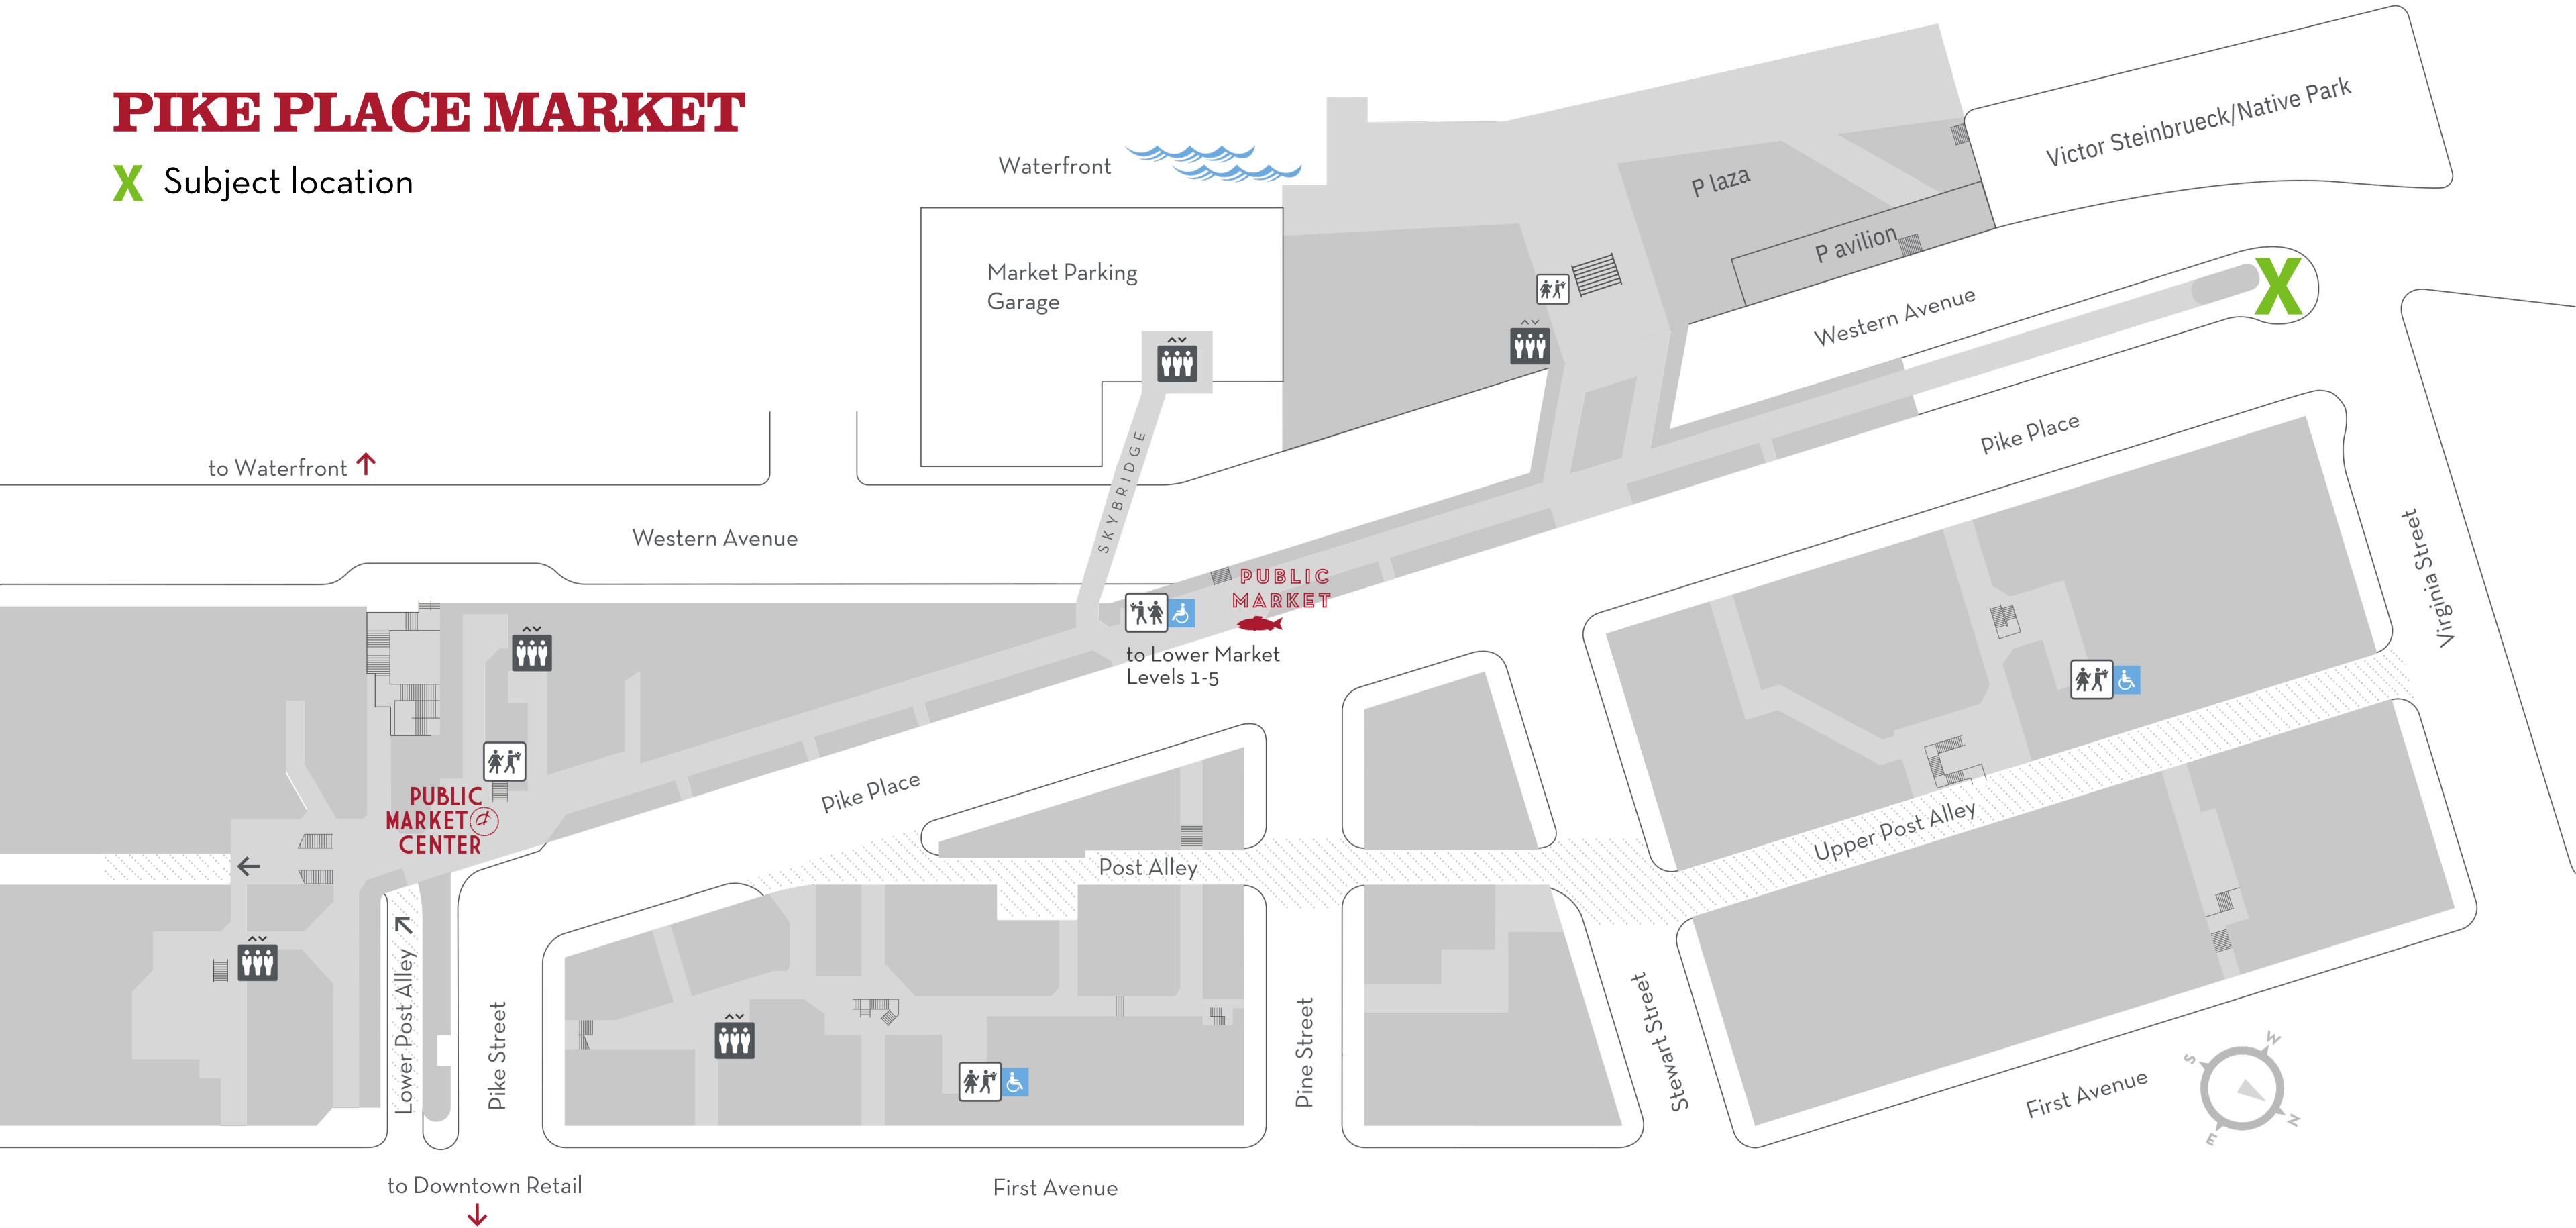 PIKE PLACE MARKET
X Subject location
Waterfront
Market Parking
Garage
P laza
P avilion
Victor Steinbrueck/Native Park
Western Avenue
X
Pike Place
SKYBRIDGE
to Waterfront
Western Avenue
PUBLIC
MARKET
to Lower Market
Levels 1-5
Virginia Street
PUBLIC
MARKET
CENTER
Pike Place
Post Alley
Upper Post Alley
Lower Post Alley
Pike Street
Pine Street
Stewart Street
First Avenue
S
W
E
N
to Downtown Retail
First Avenue